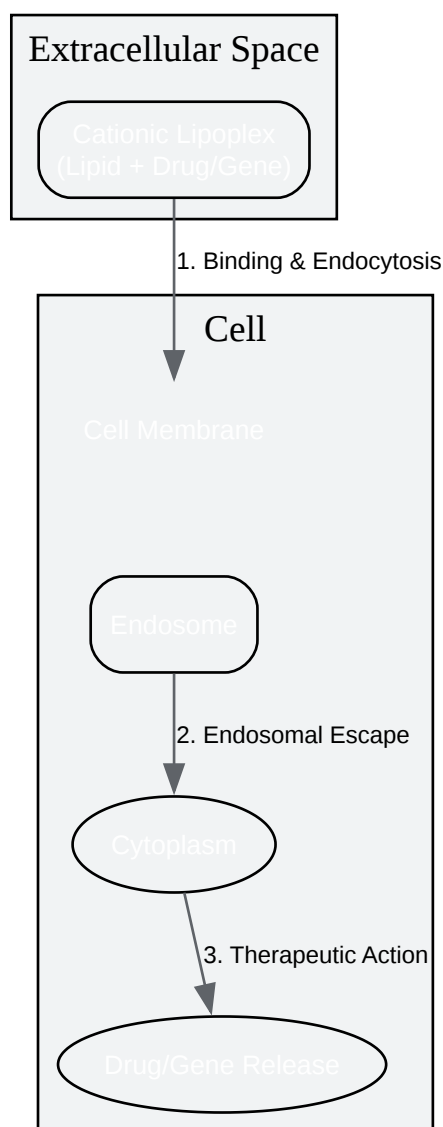 Extracellular Space
Cationic Lipoplex
(Lipid + Drug/Gene)
1. Binding & Endocytosis
Cell
Cell Membrane
Endosome
2. Endosomal Escape
Cytoplasm
3. Therapeutic Action
Drug/Gene Release